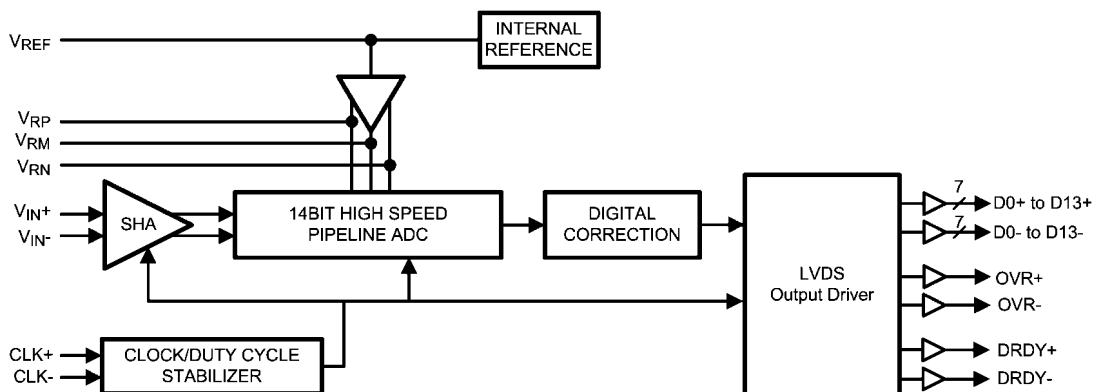 INTERNAL
REFERENCE
VREF
VRP
VRM
VRN
VIN+
VIN-
SHA
14BIT HIGH SPEED
PIPELINE ADC
DIGITAL
CORRECTION
LVDS
Output Driver
7
D0+ to D13+
7
D0- to D13-
OVR+
OVR-
DRDY+
DRDY-
CLK+
CLK-
CLOCK/DUTY CYCLE
STABILIZER